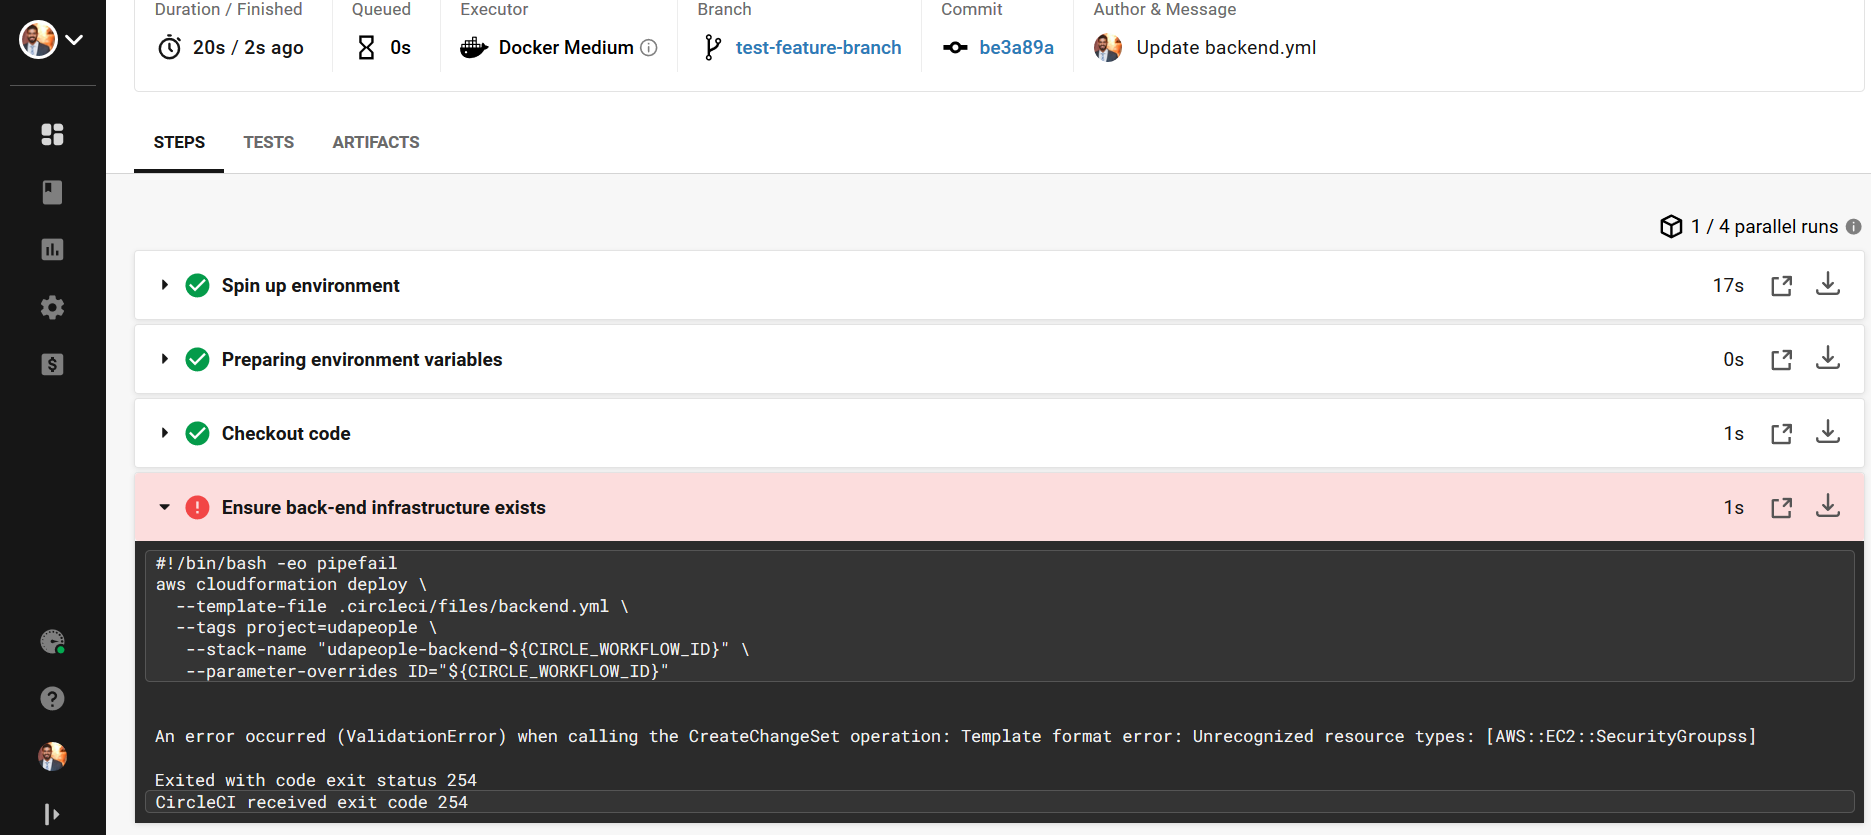 Duration / Finished
20s / 2s ago
Queued
0s
Executor
Docker Medium
Branch
test-feature-branch
Commit
be3a89a
Author & Message
Update backend.yml
STEPS TESTS ARTIFACTS
1 / 4 parallel runs
Spin up environment 17s
Preparing environment variables 0s
Checkout code 1s
Ensure back-end infrastructure exists 1s
#!/bin/bash -eo pipefail
aws cloudformation deploy \
  --template-file .circleci/files/backend.yml \
  --tags project=udapeople \
   --stack-name "udapeople-backend-${CIRCLE_WORKFLOW_ID}" \
   --parameter-overrides ID="${CIRCLE_WORKFLOW_ID}"
An error occurred (ValidationError) when calling the CreateChangeSet operation: Template format error: Unrecognized resource types: [AWS::EC2::SecurityGroupss]
Exited with code exit status 254
CircleCI received exit code 254